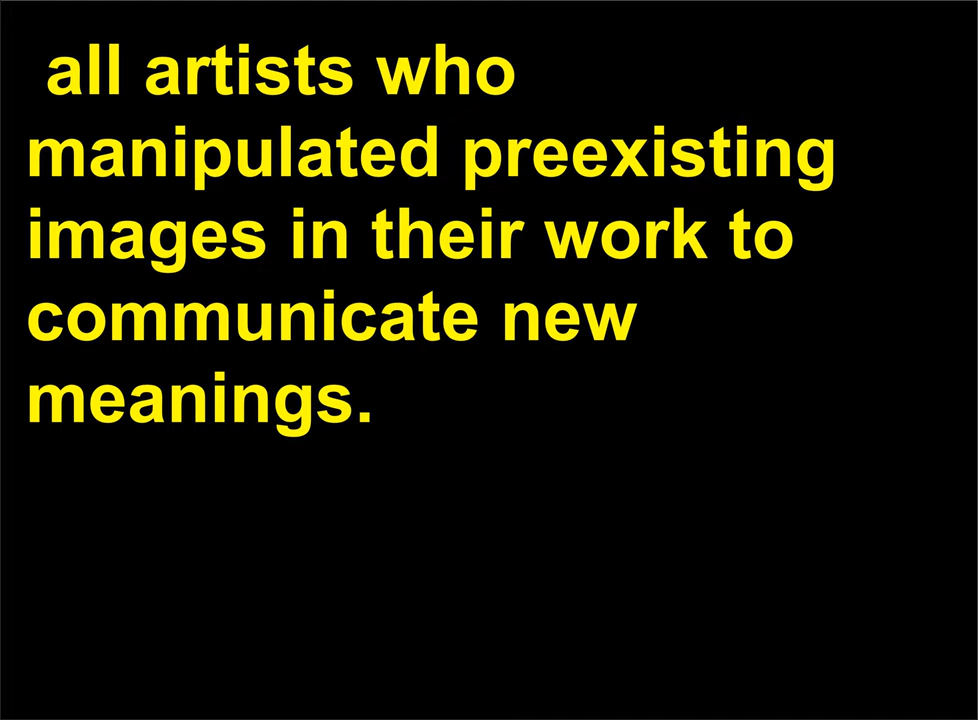 all artists who
manipulated preexisting
images in their work to
communicate new
meanings.